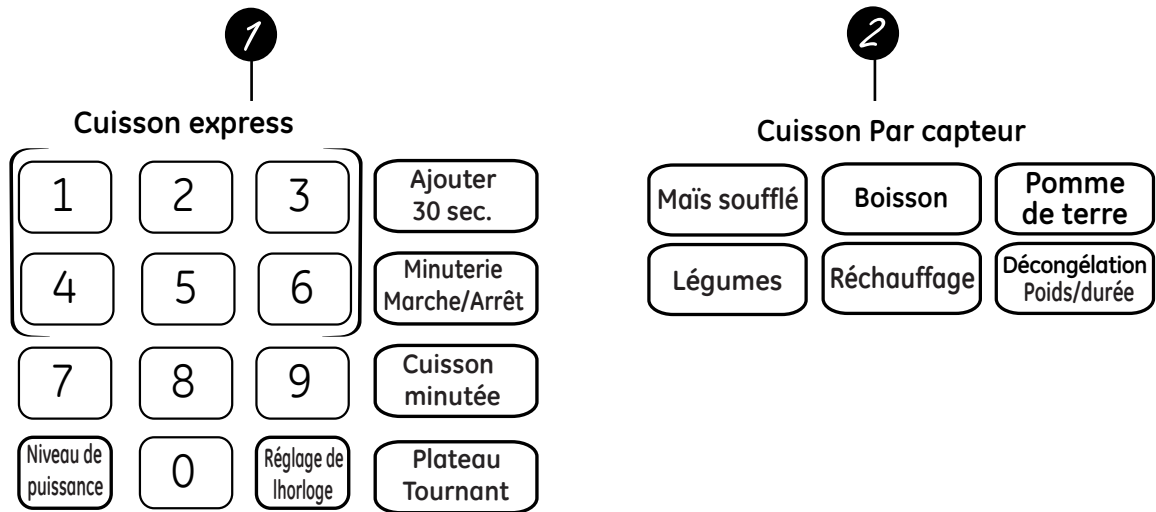 1
Cuisson express
1 2 3 Ajouter
30 sec.
4 5 6 Minuterie
Marche/Arrêt
7 8 9 Cuisson
minutée
Niveau de
puissance
0
Réglage de
lhorloge
Plateau
Tournant
2
Cuisson Par capteur
Maïs soufflé
Boisson
Pomme
de terre
Légumes
Réchauffage
Décongélation
Poids/durée